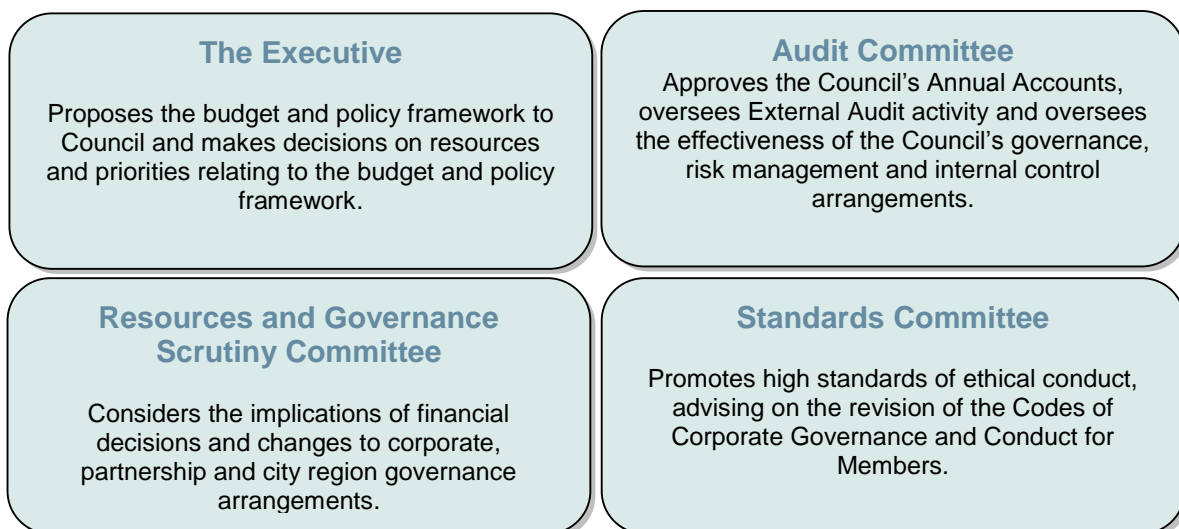 The Executive
Proposes the budget and policy framework to
Council and makes decisions on resources
and priorities relating to the budget and policy
framework.
Audit Committee
Approves the Council’s Annual Accounts,
oversees External Audit activity and oversees
the effectiveness of the Council’s governance,
risk management and internal control
arrangements.
Resources and Governance
Scrutiny Committee
Considers the implications of financial
decisions and changes to corporate,
partnership and city region governance
arrangements.
Standards Committee
Promotes high standards of ethical conduct,
advising on the revision of the Codes of
Corporate Governance and Conduct for
Members.